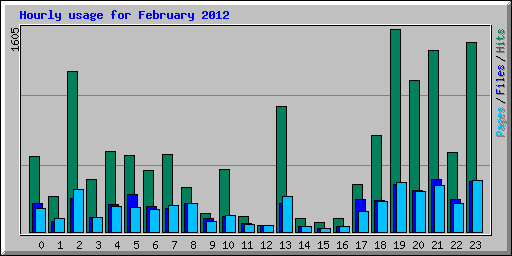 Hourly usage for February 2012
1605
Pages/Files/Hits
0 1 2 3 4 5 6 7 8 9 10 11 12 13 14 15 16 17 18 19 20 21 22 23